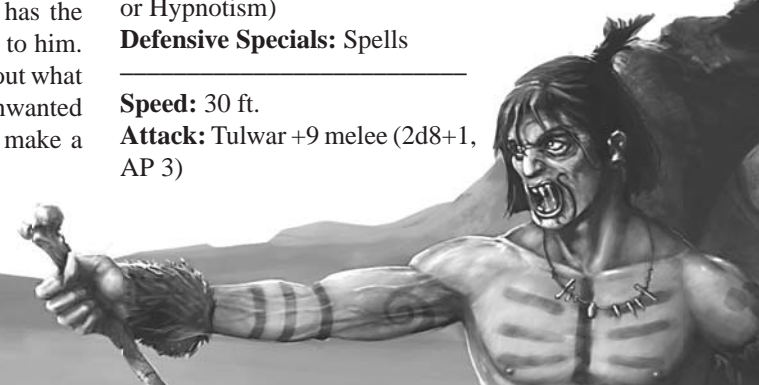 has the
to him.
out what
nwanted
make a
or Hypnotism)
Defensive Specials: Spells
Speed: 30 ft.
Attack: Tulwar +9 melee (2d8+1,
AP 3)